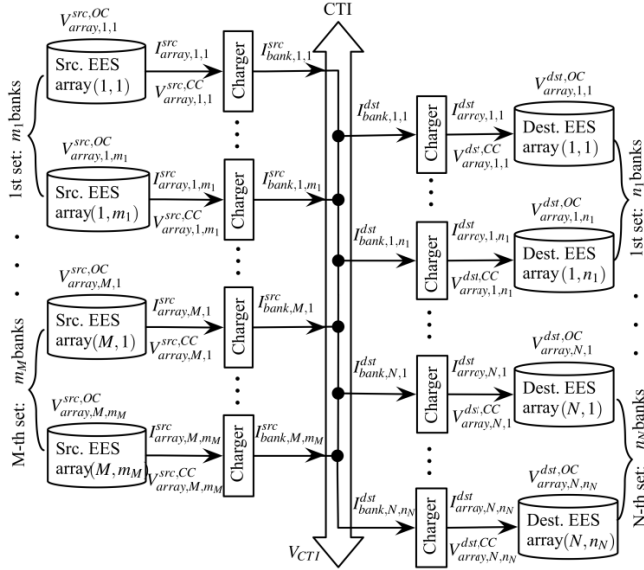 CTI
V^{src,OC}_{array,1,1}
Src. EES
array(1, 1)
I^{src}_{array,1,1}
V^{src,CC}_{array,1,1}
Charger
I^{src}_{bank,1,1}
1st set: m_1 banks
V^{src,OC}_{array,1,m_1}
Src. EES
array(1, m_1)
I^{src}_{array,1,m_1}
V^{src,CC}_{array,1,m_1}
Charger
I^{src}_{bank,1,m_1}
V^{src,OC}_{array,M,1}
Src. EES
array(M, 1)
I^{src}_{array,M,1}
V^{src,CC}_{array,M,1}
Charger
I^{src}_{bank,M,1}
M-th set: m_M banks
V^{src,OC}_{array,M,m_M}
Src. EES
array(M, m_M)
I^{src}_{array,M,m_M}
V^{src,CC}_{array,M,m_M}
Charger
I^{src}_{bank,M,m_M}
V_{CTI}
I^{dst}_{bank,1,1}
Charger
I^{dst}_{array,1,1}
V^{dst,CC}_{array,1,1}
V^{dst,OC}_{array,1,1}
Dest. EES
array(1, 1)
1st set: n_1 banks
I^{dst}_{bank,1,n_1}
Charger
I^{dst}_{array,1,n_1}
V^{dst,CC}_{array,1,n_1}
V^{dst,OC}_{array,1,n_1}
Dest. EES
array(1, n_1)
I^{dst}_{bank,N,1}
Charger
I^{dst}_{array,N,1}
V^{dst,CC}_{array,N,1}
V^{dst,OC}_{array,N,1}
Dest. EES
array(N, 1)
N-th set: n_N banks
I^{dst}_{bank,N,n_N}
Charger
I^{dst}_{array,N,n_N}
V^{dst,CC}_{array,N,n_N}
V^{dst,OC}_{array,N,n_N}
Dest. EES
array(N, n_N)